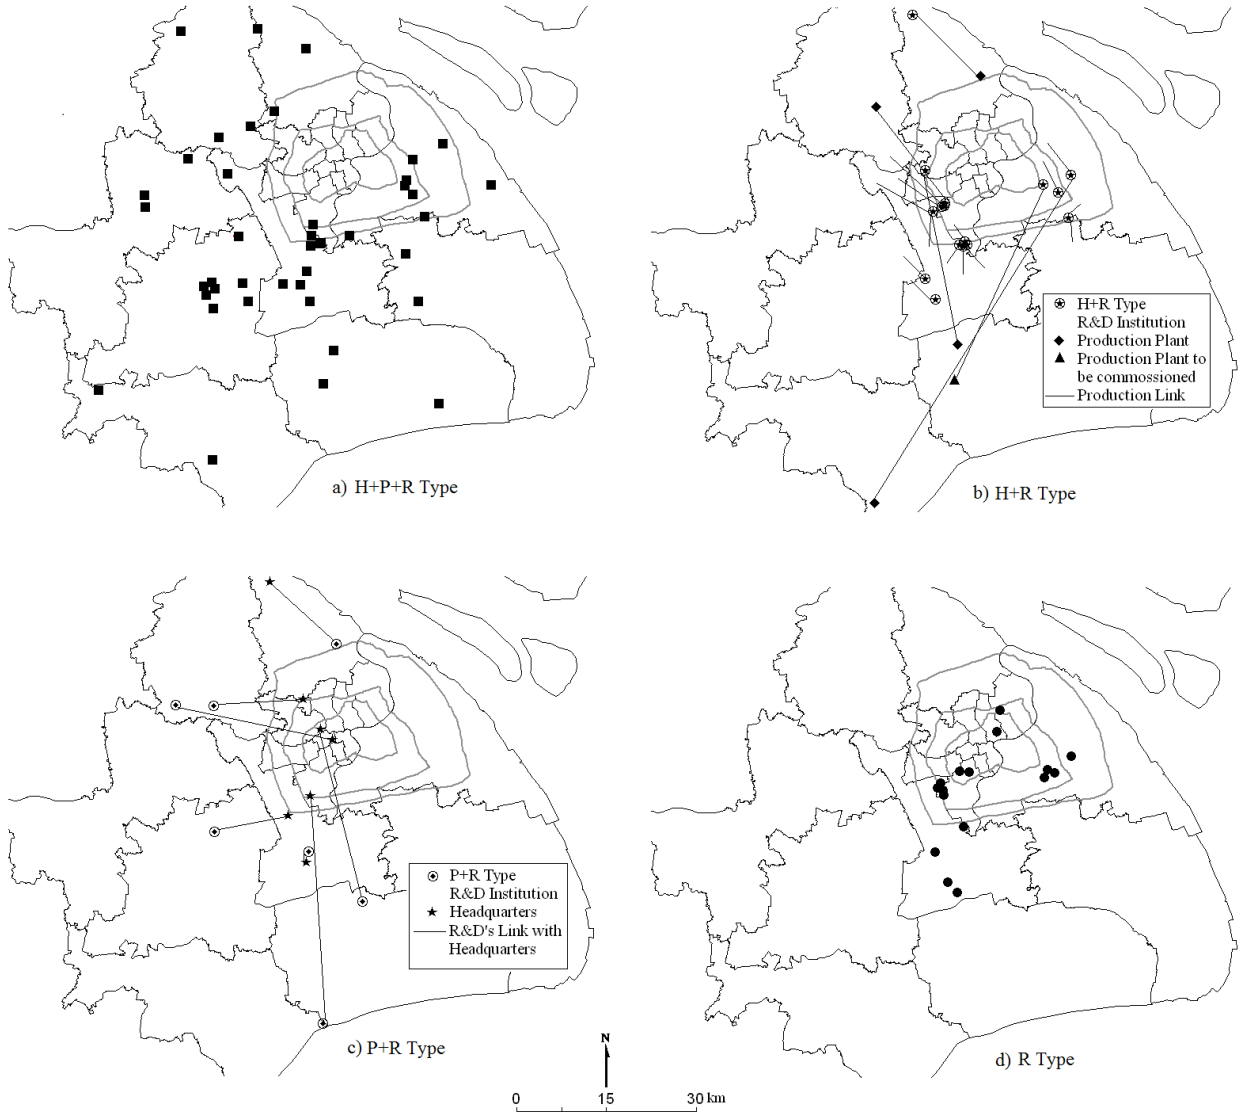 H+R Type
R&D Institution
Production Plant
Production Plant to
be commossioned
Production Link
a) H+P+R Type
b) H+R Type
P+R Type
R&D Institution
Headquarters
R&D's Link with
Headquarters
c) P+R Type
d) R Type
N
0 15 30 km